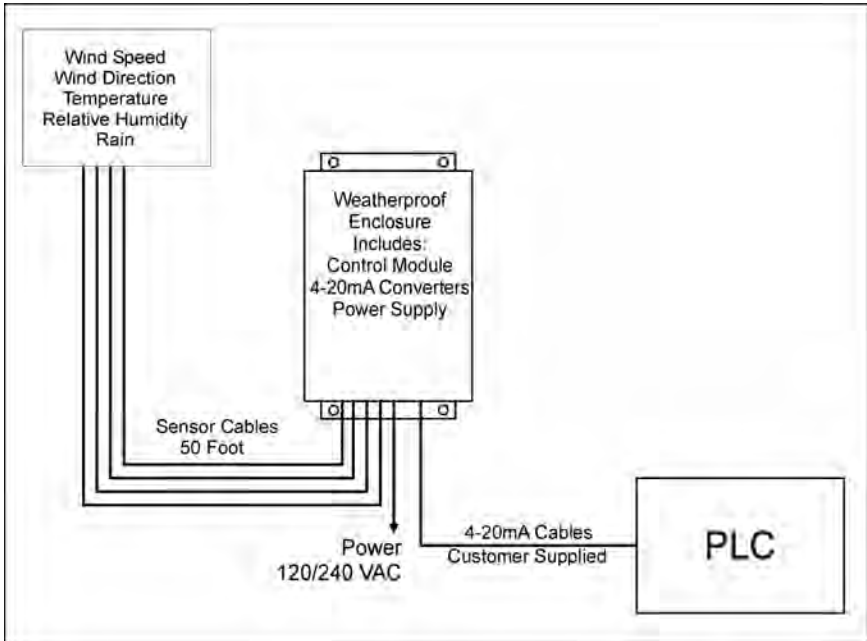 Wind Speed
Wind Direction
Temperature
Relative Humidity
Rain
Weatherproof
Enclosure
Includes:
Control Module
4-20mA Converters
Power Supply
Sensor Cables
50 Foot
Power
120/240 VAC
4-20mA Cables
Customer Supplied
PLC